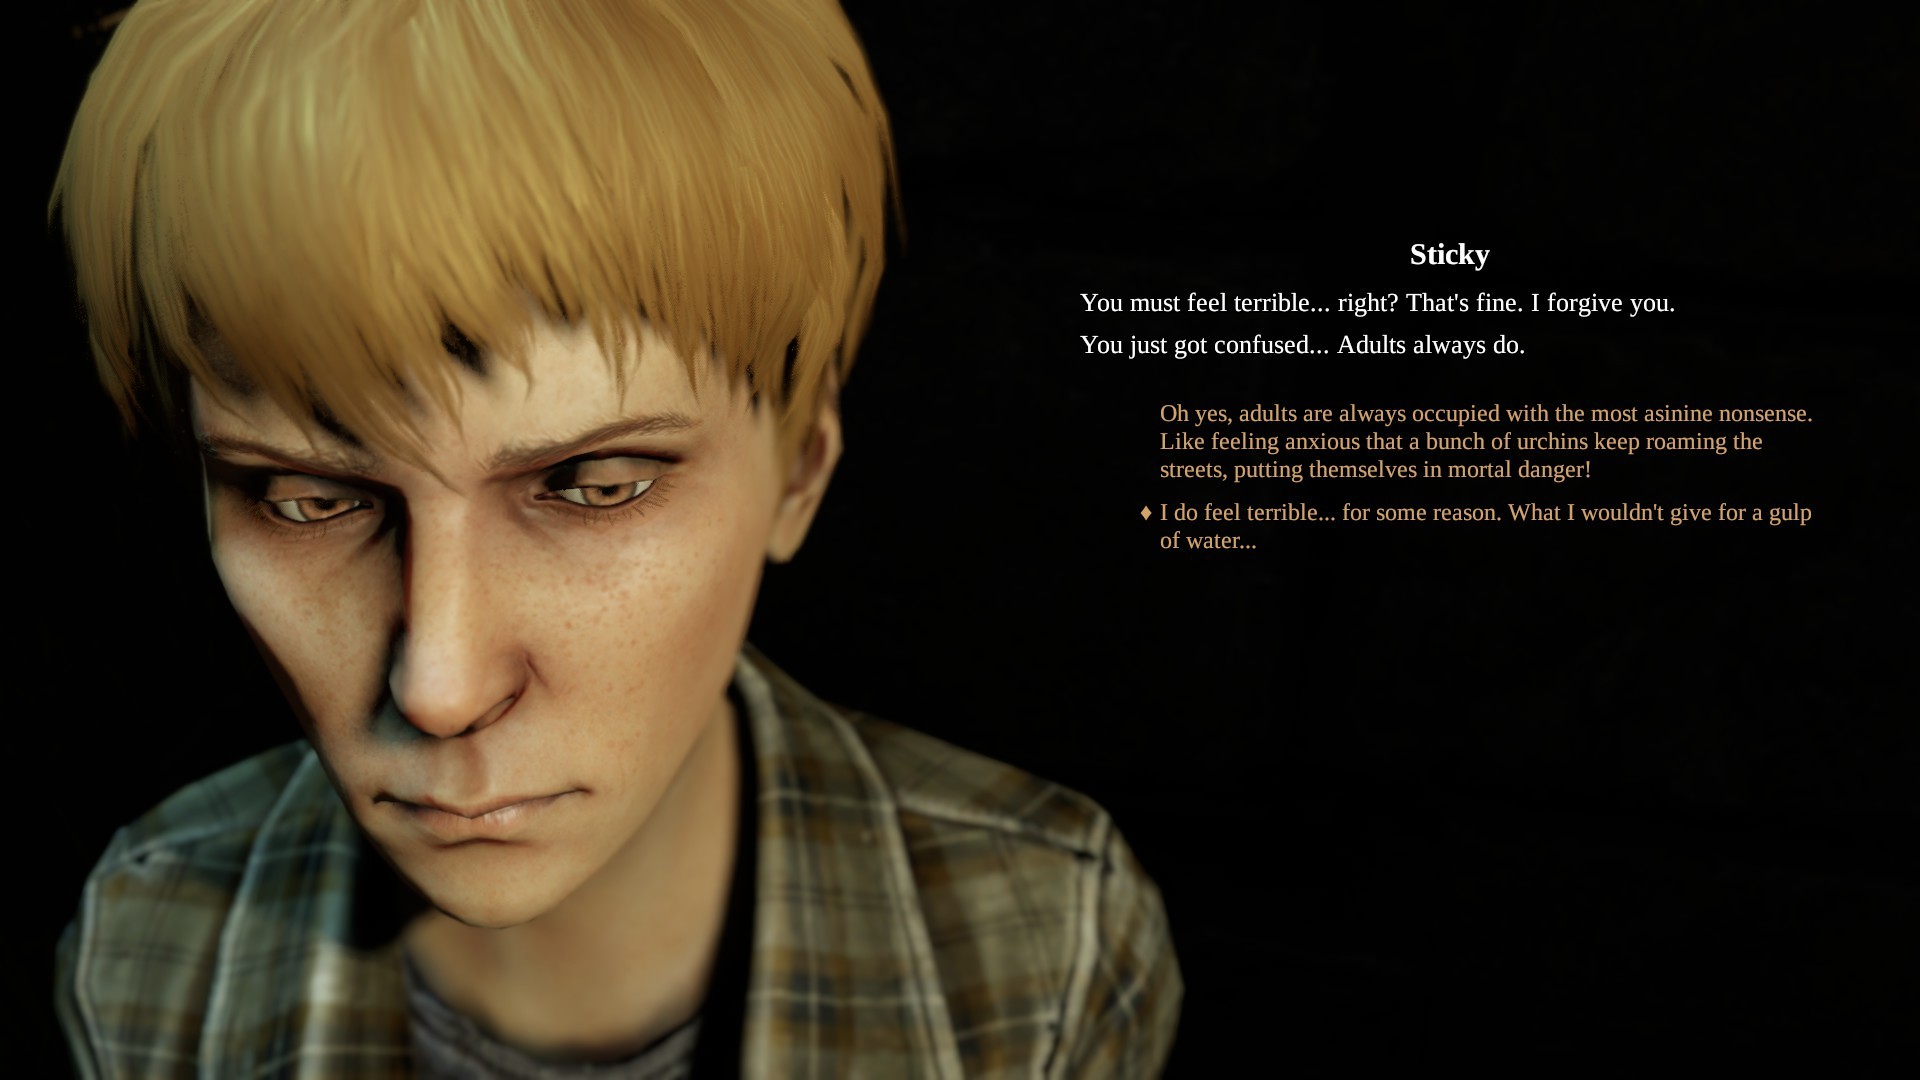 Sticky
You must feel terrible... right? That's fine. I forgive you.
You just got confused... Adults always do.
Oh yes, adults are always occupied with the most asinine nonsense.
Like feeling anxious that a bunch of urchins keep roaming the
streets, putting themselves in mortal danger!
♦ I do feel terrible... for some reason. What I wouldn't give for a gulp
of water...